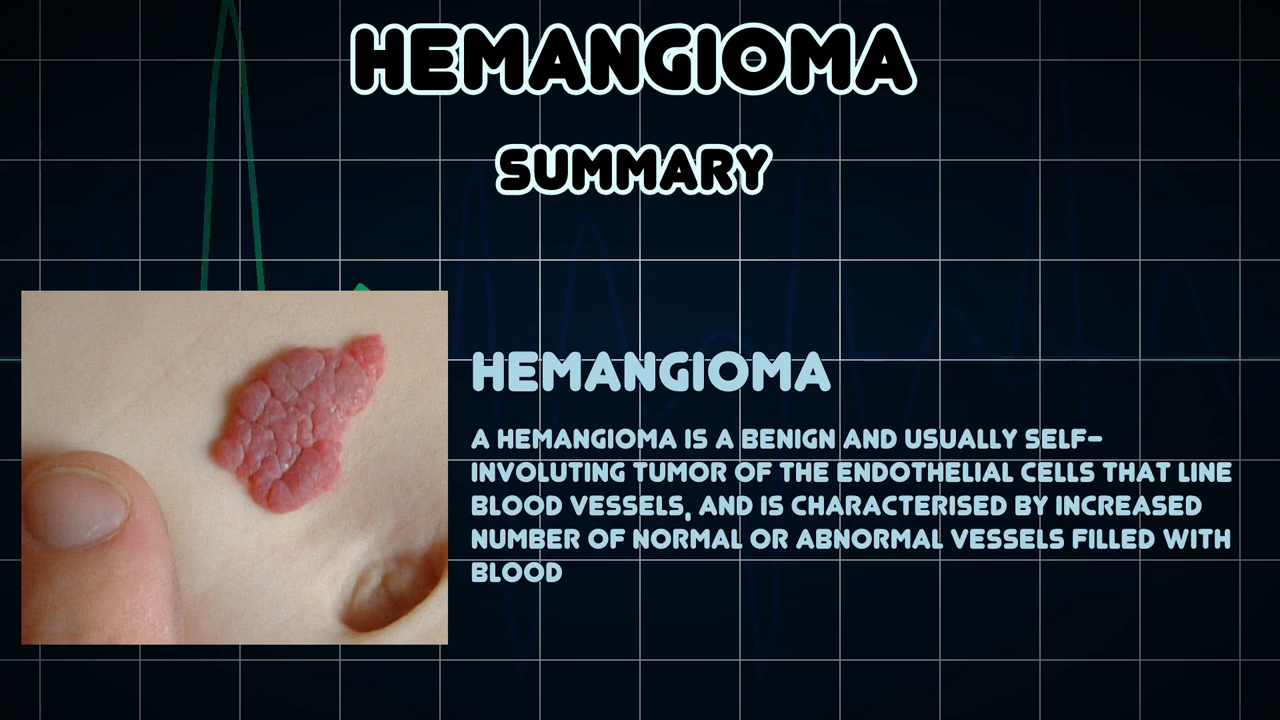 HEMANGIOMA
SUMMARY
HEMANGIOMA
A HEMANGIOMA IS A BENIGN AND USUALLY SELF-
INVOLUTING TUMOR OF THE ENDOTHELIAL CELLS THAT LINE
BLOOD VESSELS, AND IS CHARACTERISED BY INCREASED
NUMBER OF NORMAL OR ABNORMAL VESSELS FILLED WITH
BLOOD